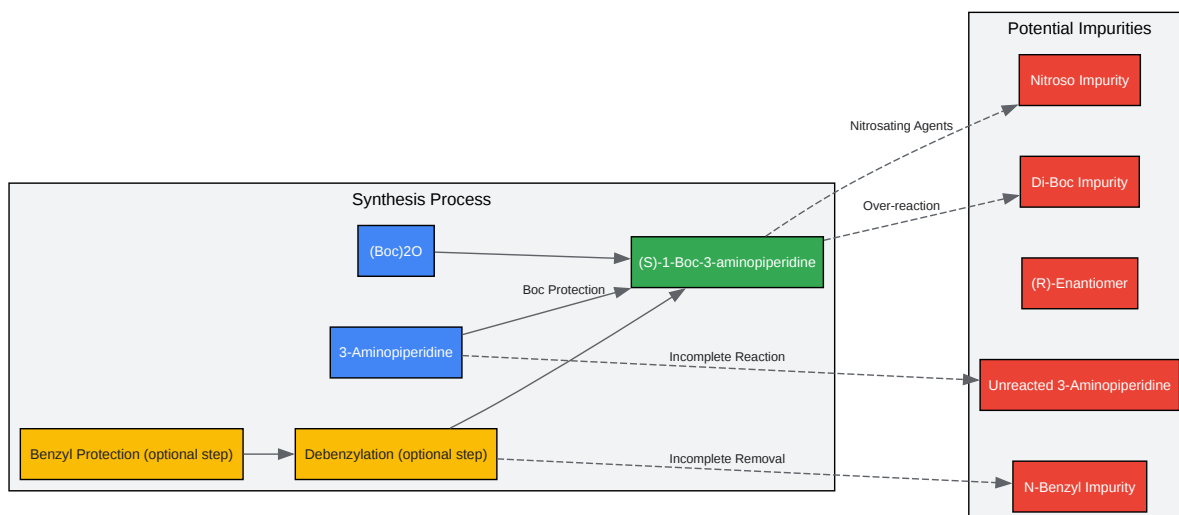 Potential Impurities
Nitroso Impurity
Nitrosating Agents
Di-Boc Impurity
Synthesis Process
Over-reaction
(Boc)2O
(S)-1-Boc-3-aminopiperidine
(R)-Enantiomer
Boc Protection
3-Aminopiperidine
Incomplete Reaction
Unreacted 3-Aminopiperidine
Benzyl Protection (optional step)
Debenzylation (optional step)
Incomplete Removal
N-Benzyl Impurity